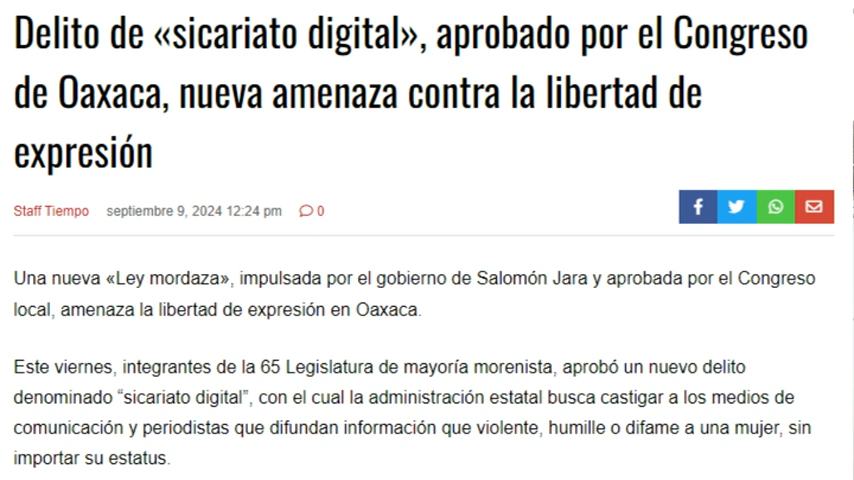 Delito de «sicariato digital», aprobado por el Congreso
de Oaxaca, nueva amenaza contra la libertad de
expresión
Staff Tiempo septiembre 9, 2024 12:24 pm 0
Una nueva «Ley mordaza», impulsada por el gobierno de Salomón Jara y aprobada por el Congreso
local, amenaza la libertad de expresión en Oaxaca.
Este viernes, integrantes de la 65 Legislatura de mayoría morenista, aprobó un nuevo delito
denominado “sicariato digital”, con el cual la administración estatal busca castigar a los medios de
comunicación y periodistas que difundan información que violente, humille o difame a una mujer, sin
importar su estatus.